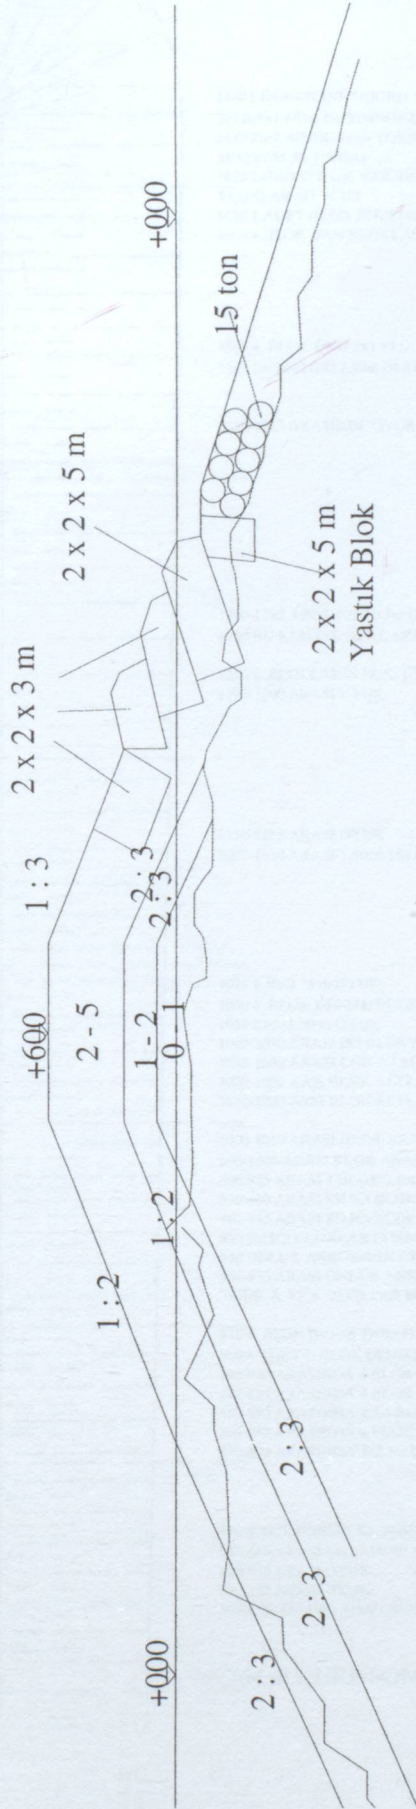 +000
2 : 3
2 : 3
2 : 3
1 : 2
1 : 2
+600
2 - 5
1 - 2
0 - 1
1 : 3
2 : 3
2 : 3
2 x 2 x 3 m
2 x 2 x 5 m
2 x 2 x 5 m
Yastuk Blok
15 ton
+000